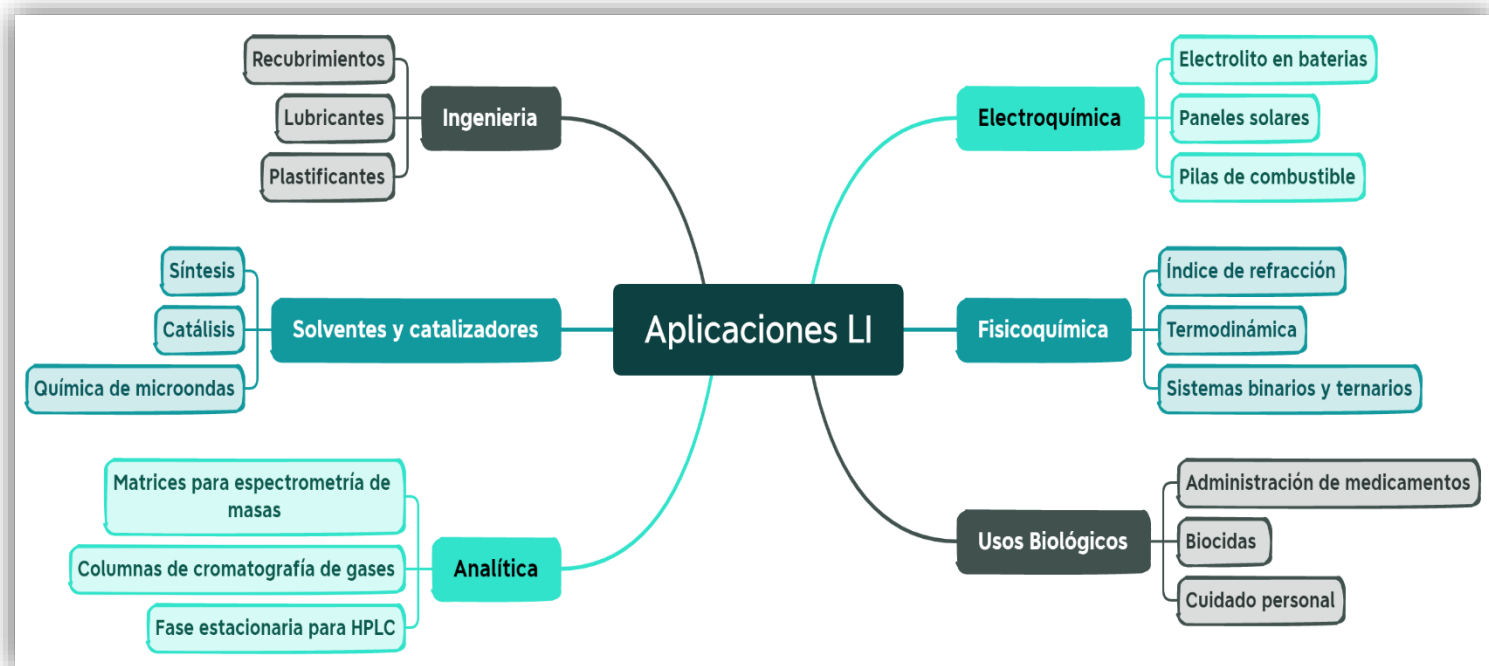 Aplicaciones LI
Ingenieria
Recubrimientos
Lubricantes
Plastificantes
Solventes y catalizadores
Síntesis
Catálisis
Química de microondas
Analítica
Matrices para espectrometría de
masas
Columnas de cromatografía de gases
Fase estacionaria para HPLC
Electroquímica
Electrolito en baterias
Paneles solares
Pilas de combustible
Fisicoquímica
Índice de refracción
Termodinámica
Sistemas binarios y ternarios
Usos Biológicos
Administración de medicamentos
Biocidas
Cuidado personal